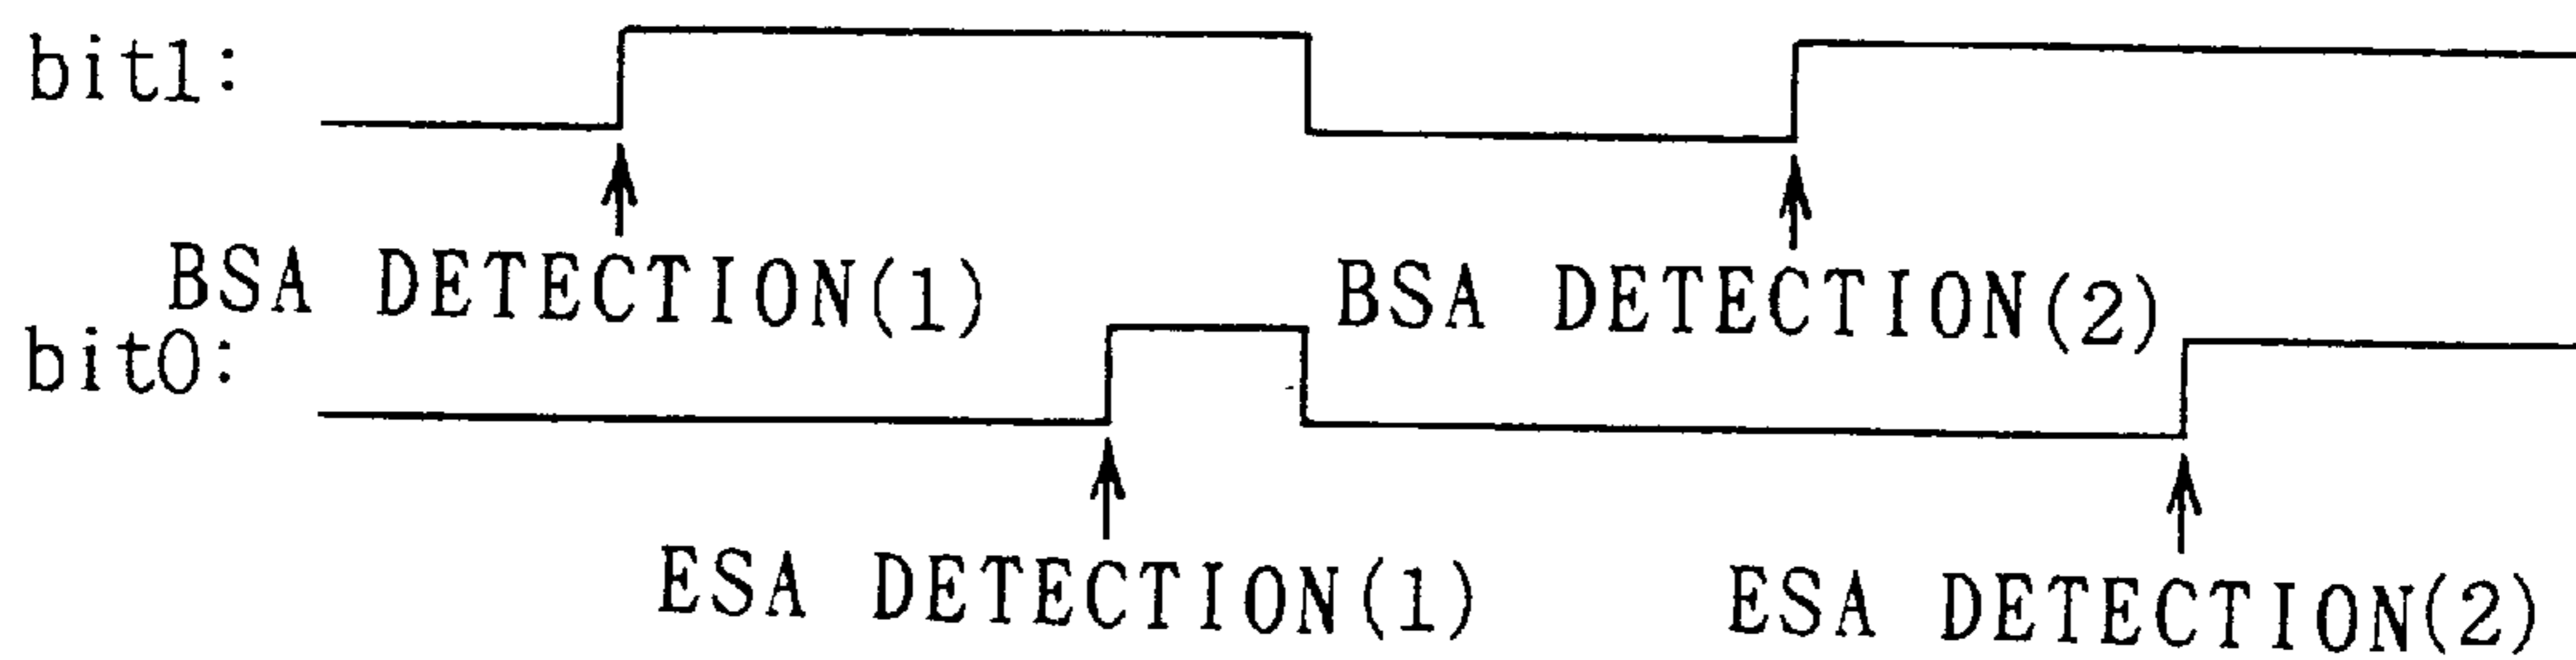 bit1:
BSA DETECTION(1) BSA DETECTION(2)
bit0:
ESA DETECTION(1) ESA DETECTION(2)